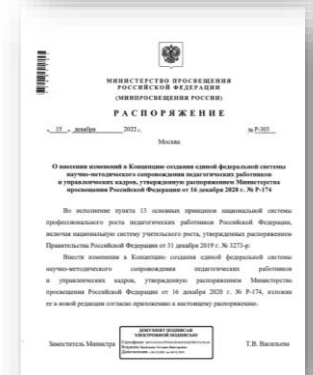 МИНИСТЕРСТВО ПРОСВЕЩЕНИЯ
РОССИЙСКОЙ ФЕДЕРАЦИИ
(МИНПРОСВЕЩЕНИЯ РОССИИ)
РАСПОРЯЖЕНИЕ
« 15 » декабря 2022 г. № Р-303
Москва
О внесении изменений в Концепцию создания единой федеральной системы
научно-методического сопровождения педагогических работников
и управленческих кадров, утвержденную распоряжением Министерства
просвещения Российской Федерации от 16 декабря 2020 г. № Р-174
Во исполнение пункта 13 основных принципов национальной системы
профессионального роста педагогических работников Российской Федерации,
включая национальную систему учительского роста, утвержденных распоряжением
Правительства Российской Федерации от 31 декабря 2019 г. № 3273-р:
Внести изменения в Концепцию создания единой федеральной системы
научно-методического сопровождения педагогических работников
и управленческих кадров, утвержденную распоряжением Министерства
просвещения Российской Федерации от 16 декабря 2020 г. № Р-174, изложив
ее в новой редакции согласно приложению к настоящему распоряжению.
ДОКУМЕНТ ПОДПИСАН
ЭЛЕКТРОННОЙ ПОДПИСЬЮ
Заместитель Министра Т.В. Васильева